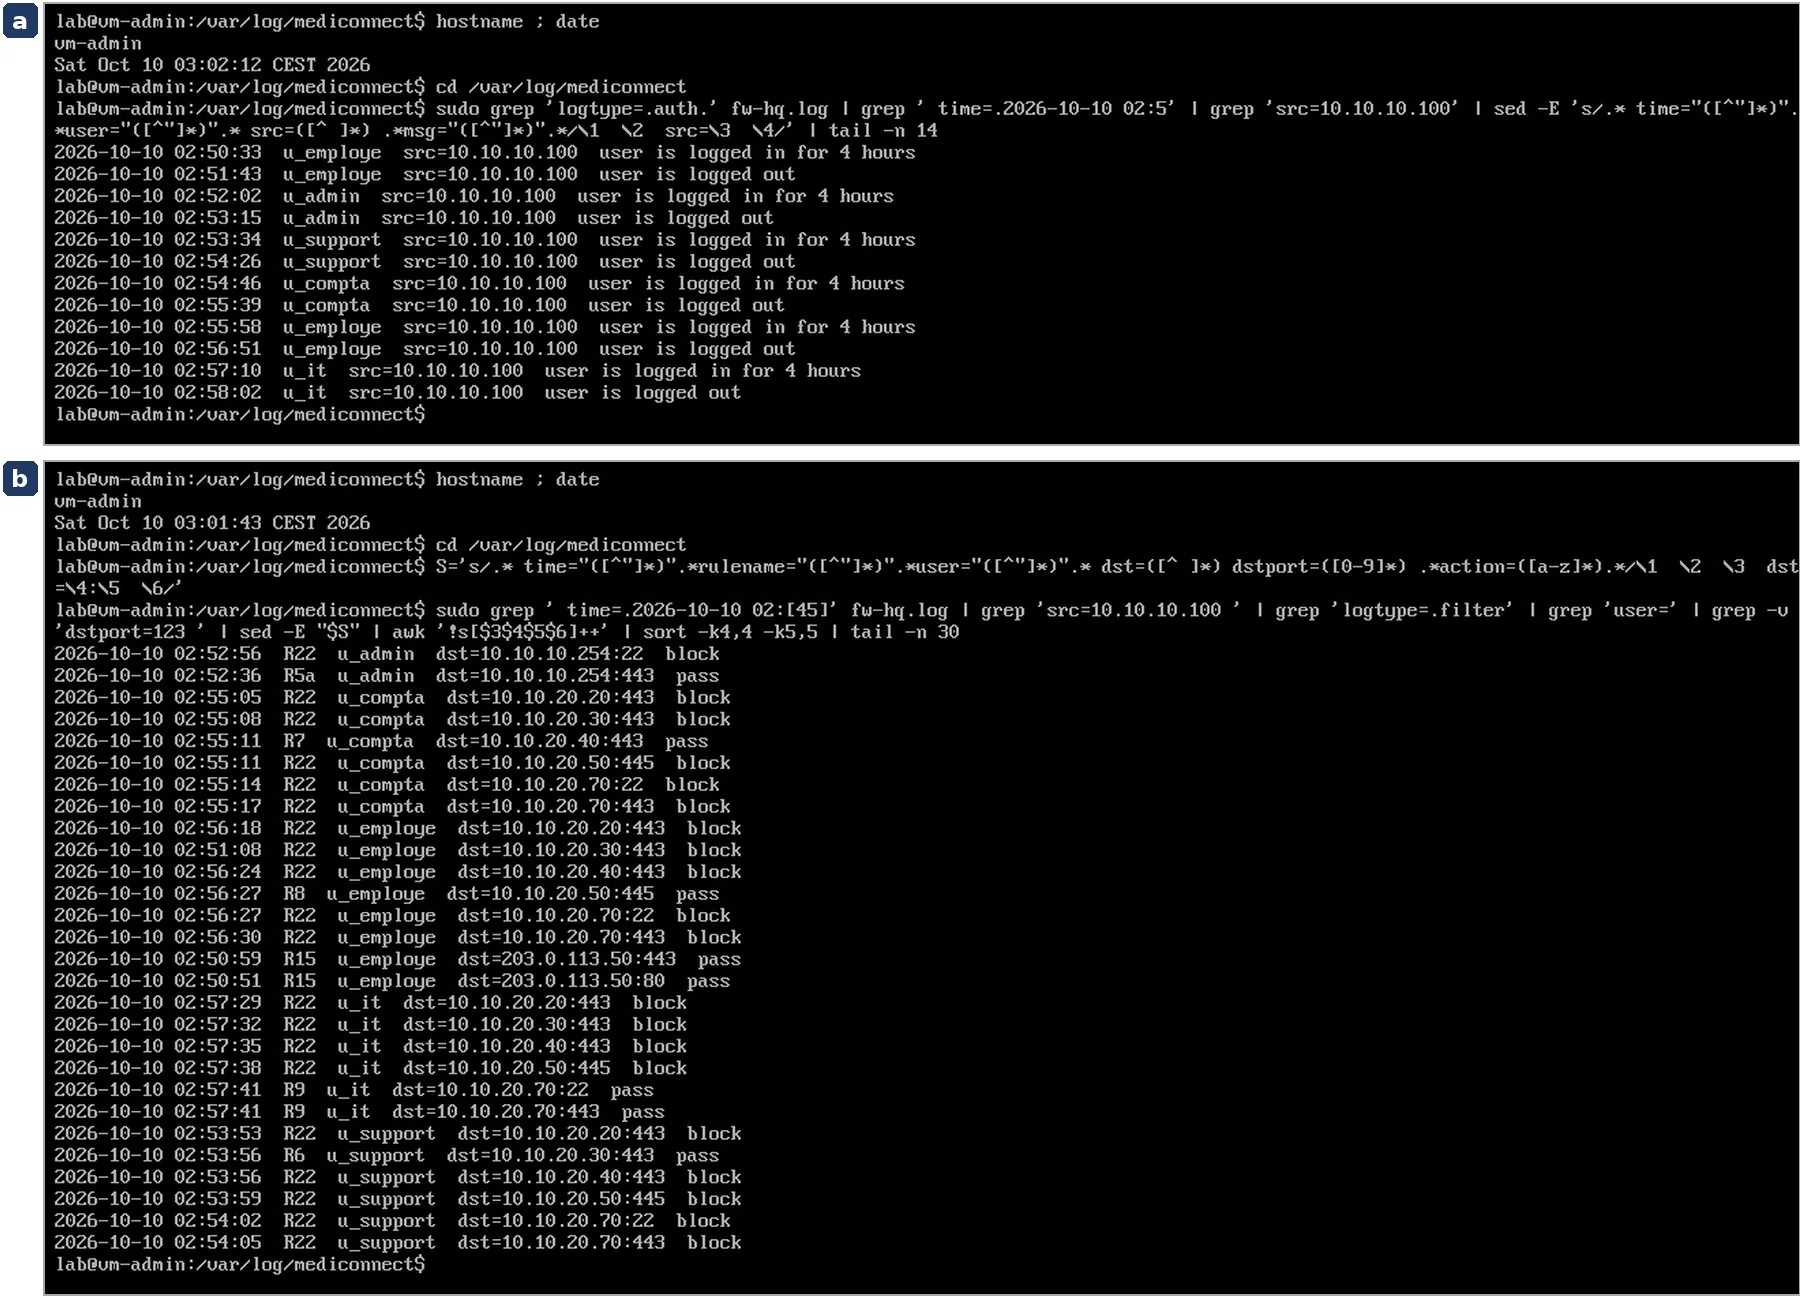 a
lab@vm-admin:/var/log/mediconnect$ hostname ; date
vm-admin
Sat Oct 10 03:02:12 CEST 2026
lab@vm-admin:/var/log/mediconnect$ cd /var/log/mediconnect
lab@vm-admin:/var/log/mediconnect$ sudo grep 'logtype=.auth.' fw-hq.log | grep ' time=.2026-10-10 02:5' | grep 'src=10.10.10.100' | sed -E 's/.* time="([^"]*)".
*user="([^"]*)".* src=([^ ]*) .*msg="([^"]*)".*/\1  \2  src=\3  \4/' | tail -n 14
2026-10-10 02:50:33  u_employe  src=10.10.10.100  user is logged in for 4 hours
2026-10-10 02:51:43  u_employe  src=10.10.10.100  user is logged out
2026-10-10 02:52:02  u_admin  src=10.10.10.100  user is logged in for 4 hours
2026-10-10 02:53:15  u_admin  src=10.10.10.100  user is logged out
2026-10-10 02:53:34  u_support  src=10.10.10.100  user is logged in for 4 hours
2026-10-10 02:54:26  u_support  src=10.10.10.100  user is logged out
2026-10-10 02:54:46  u_compta  src=10.10.10.100  user is logged in for 4 hours
2026-10-10 02:55:39  u_compta  src=10.10.10.100  user is logged out
2026-10-10 02:55:58  u_employe  src=10.10.10.100  user is logged in for 4 hours
2026-10-10 02:56:51  u_employe  src=10.10.10.100  user is logged out
2026-10-10 02:57:10  u_it  src=10.10.10.100  user is logged in for 4 hours
2026-10-10 02:58:02  u_it  src=10.10.10.100  user is logged out
lab@vm-admin:/var/log/mediconnect$
b
lab@vm-admin:/var/log/mediconnect$ hostname ; date
vm-admin
Sat Oct 10 03:01:43 CEST 2026
lab@vm-admin:/var/log/mediconnect$ cd /var/log/mediconnect
lab@vm-admin:/var/log/mediconnect$ S='s/.* time="([^"]*)".*rulename="([^"]*)".*user="([^"]*)".* dst=([^ ]*) dstport=([0-9]*) .*action=([a-z]*).*/\1  \2  \3  dst
=\4:\5  \6/'
lab@vm-admin:/var/log/mediconnect$ sudo grep ' time=.2026-10-10 02:[45]' fw-hq.log | grep 'src=10.10.10.100 ' | grep 'logtype=.filter' | grep 'user=' | grep -v
'dstport=123 ' | sed -E "$S" | awk '!s[$3$4$5$6]++' | sort -k4,4 -k5,5 | tail -n 30
2026-10-10 02:52:56  R22  u_admin  dst=10.10.10.254:22  block
2026-10-10 02:52:36  R5a  u_admin  dst=10.10.10.254:443  pass
2026-10-10 02:55:05  R22  u_compta  dst=10.10.20.20:443  block
2026-10-10 02:55:08  R22  u_compta  dst=10.10.20.30:443  block
2026-10-10 02:55:11  R7  u_compta  dst=10.10.20.40:443  pass
2026-10-10 02:55:11  R22  u_compta  dst=10.10.20.50:445  block
2026-10-10 02:55:14  R22  u_compta  dst=10.10.20.70:22  block
2026-10-10 02:55:17  R22  u_compta  dst=10.10.20.70:443  block
2026-10-10 02:56:18  R22  u_employe  dst=10.10.20.20:443  block
2026-10-10 02:51:08  R22  u_employe  dst=10.10.20.30:443  block
2026-10-10 02:56:24  R22  u_employe  dst=10.10.20.40:443  block
2026-10-10 02:56:27  R8  u_employe  dst=10.10.20.50:445  pass
2026-10-10 02:56:27  R22  u_employe  dst=10.10.20.70:22  block
2026-10-10 02:56:30  R22  u_employe  dst=10.10.20.70:443  block
2026-10-10 02:50:59  R15  u_employe  dst=203.0.113.50:443  pass
2026-10-10 02:50:51  R15  u_employe  dst=203.0.113.50:80  pass
2026-10-10 02:57:29  R22  u_it  dst=10.10.20.20:443  block
2026-10-10 02:57:32  R22  u_it  dst=10.10.20.30:443  block
2026-10-10 02:57:35  R22  u_it  dst=10.10.20.40:443  block
2026-10-10 02:57:38  R22  u_it  dst=10.10.20.50:445  block
2026-10-10 02:57:41  R9  u_it  dst=10.10.20.70:22  pass
2026-10-10 02:57:41  R9  u_it  dst=10.10.20.70:443  pass
2026-10-10 02:53:53  R22  u_support  dst=10.10.20.20:443  block
2026-10-10 02:53:56  R6  u_support  dst=10.10.20.30:443  pass
2026-10-10 02:53:56  R22  u_support  dst=10.10.20.40:443  block
2026-10-10 02:53:59  R22  u_support  dst=10.10.20.50:445  block
2026-10-10 02:54:02  R22  u_support  dst=10.10.20.70:22  block
2026-10-10 02:54:05  R22  u_support  dst=10.10.20.70:443  block
lab@vm-admin:/var/log/mediconnect$